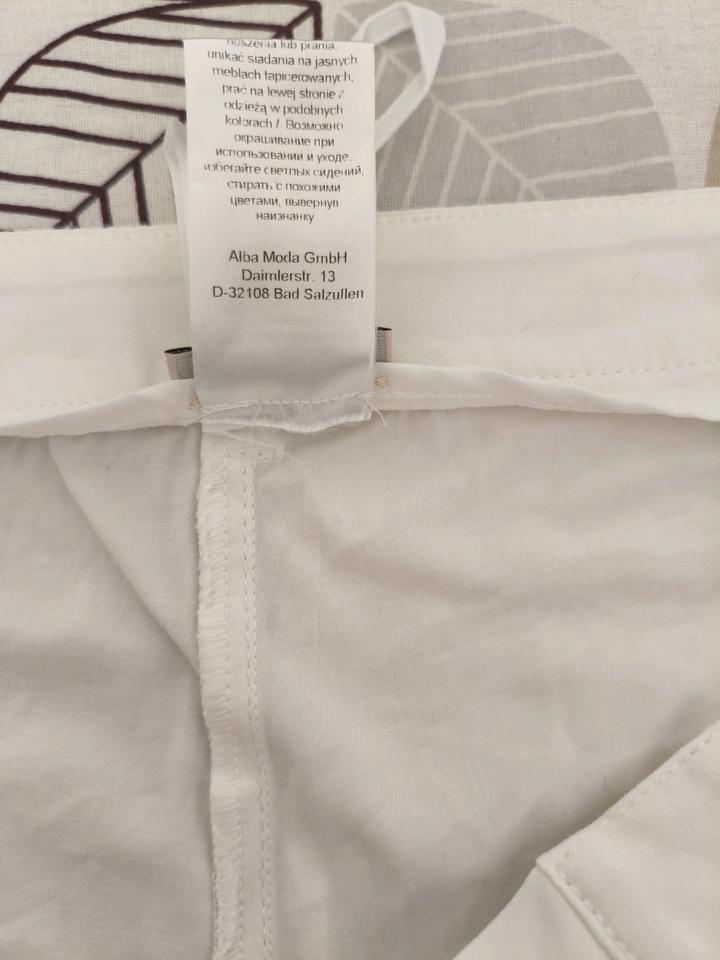 noszenia lub prania,
unikać siadania na jasnych
meblach tapicerowanych,
prać na lewej stronie z
odzieżą w podobnych
kolorach / Возможно
окрашивание при
использовании и уходе.
избегайте светлых сидений,
стирать с похожими
цветами, вывернув
наизнанку
Alba Moda GmbH
Daimlerstr. 13
D-32108 Bad Salzuflen